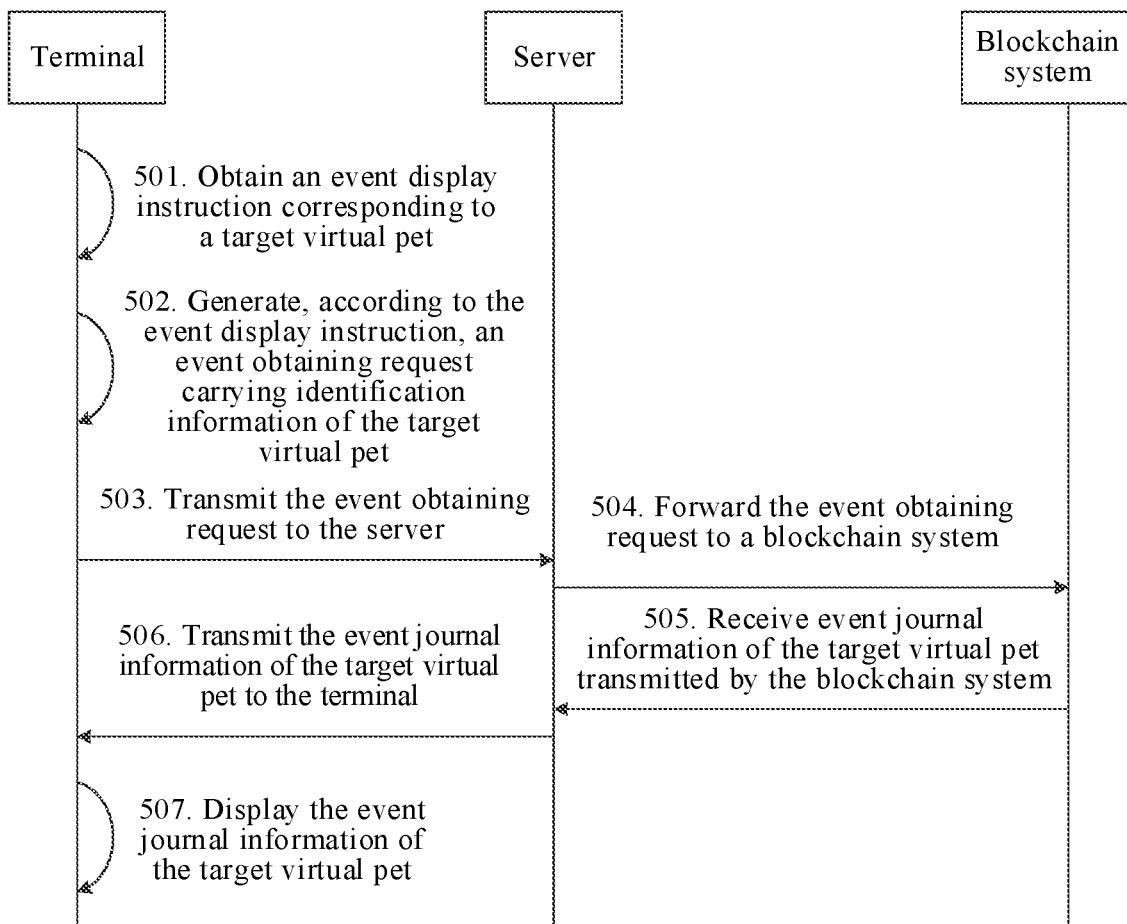 Terminal
Server
Blockchain
system
501. Obtain an event display
instruction corresponding to
a target virtual pet
502. Generate, according to the
event display instruction, an
event obtaining request
carrying identification
information of the target
virtual pet
503. Transmit the event obtaining
request to the server
504. Forward the event obtaining
request to a blockchain system
505. Receive event journal
information of the target virtual pet
transmitted by the blockchain system
506. Transmit the event journal
information of the target virtual
pet to the terminal
507. Display the event
journal information of
the target virtual pet